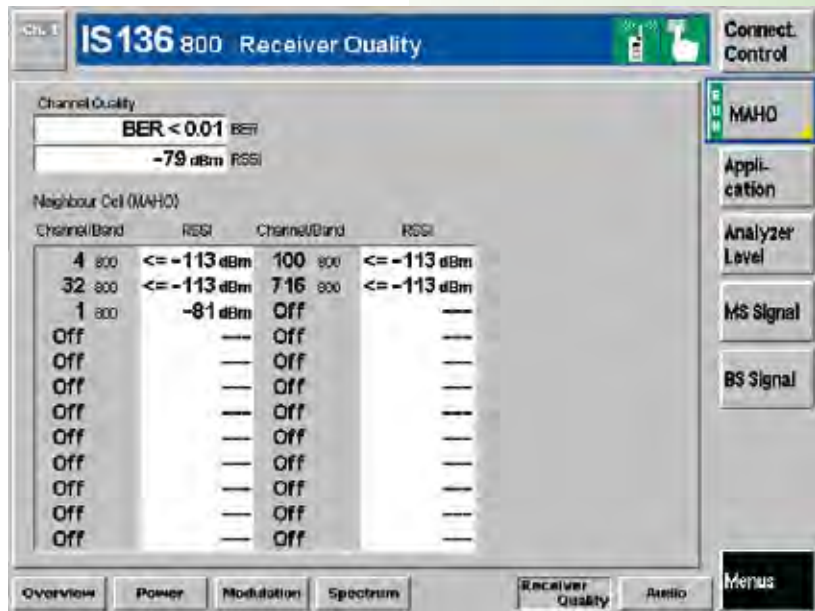 Ch. 1
IS136 800 Receiver Quality
Connect. Control
Channel Quality
BER < 0.01 BER
-79 dBm RSSI
Neighbour Cell (MAHO)
Channel/Band RSSI Channel/Band RSSI
4 800 <= -113 dBm 100 800 <= -113 dBm
32 800 <= -113 dBm 716 800 <= -113 dBm
1 800 -81 dBm Off ----
Off ---- Off ----
Off ---- Off ----
Off ---- Off ----
Off ---- Off ----
Off ---- Off ----
Off ---- Off ----
Off ---- Off ----
Off ---- Off ----
Off ---- Off ----
RUN
MAHO
Appli-
cation
Analyzer
Level
MS Signal
BS Signal
Menus
Overview Power Modulation Spectrum Receiver Quality Audio